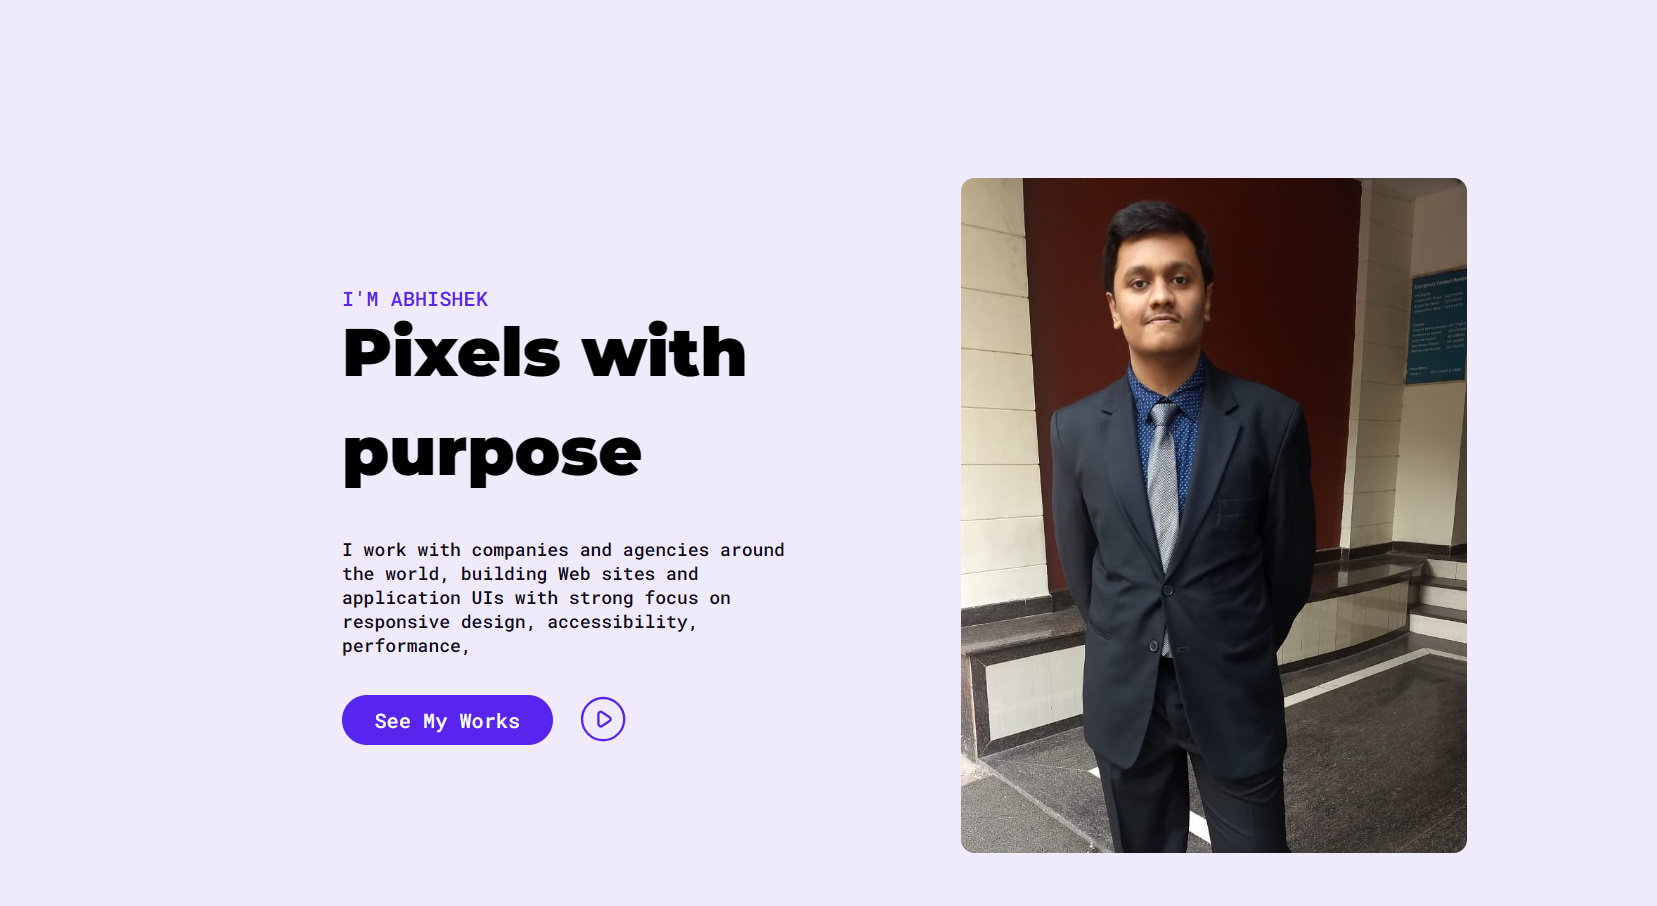 I'M ABHISHEK
Pixels with
purpose
I work with companies and agencies around
the world, building Web sites and
application UIs with strong focus on
responsive design, accessibility,
performance,
See My Works